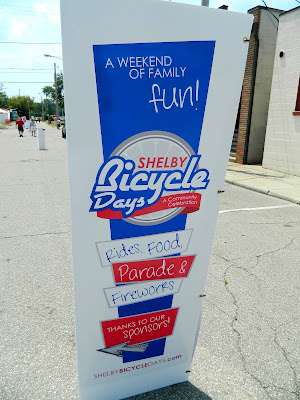 A WEEKEND
OF FAMILY
fun!
SHELBY
Bicycle
Days
A Community
Celebration
Rides, Food,
Parade &
Fireworks
THANKS TO OUR
sponsors!
SHELBYBICYCLEDAYS.com